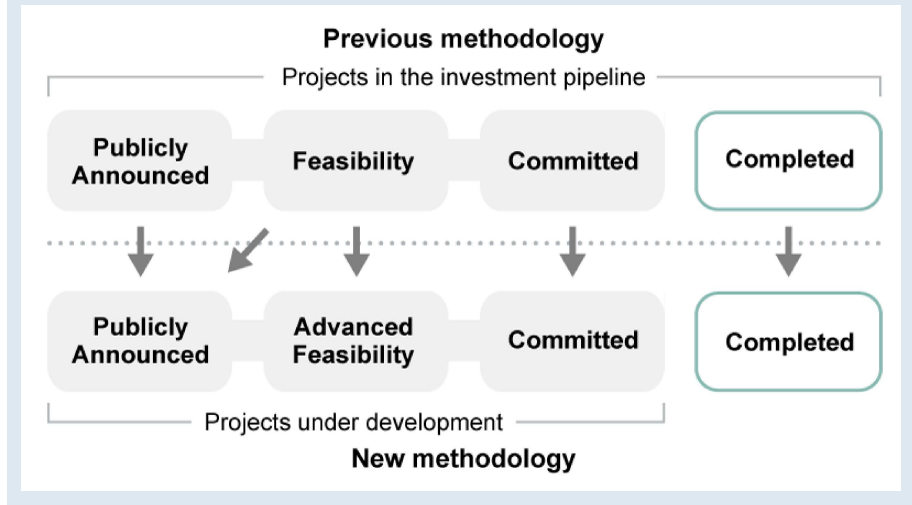 Previous methodology
Projects in the investment pipeline
Publicly
Announced
Feasibility
Committed
Completed
Publicly
Announced
Advanced
Feasibility
Committed
Completed
Projects under development
New methodology